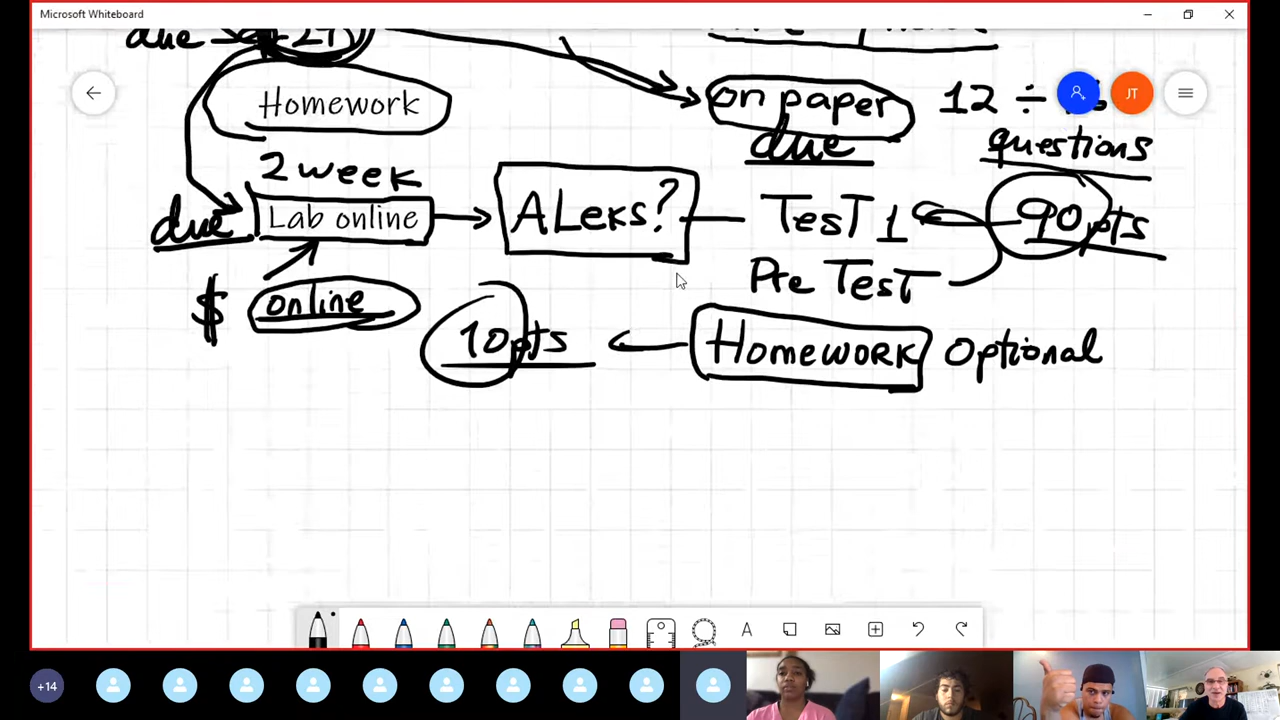 Microsoft Whiteboard
due
Homework
on paper
12 ÷
JT
due
questions
2 week
due
Lab online
ALeks?
TesT 1
90pts
Pre TesT
$
online
10pts
Homework
Optional
A
+14